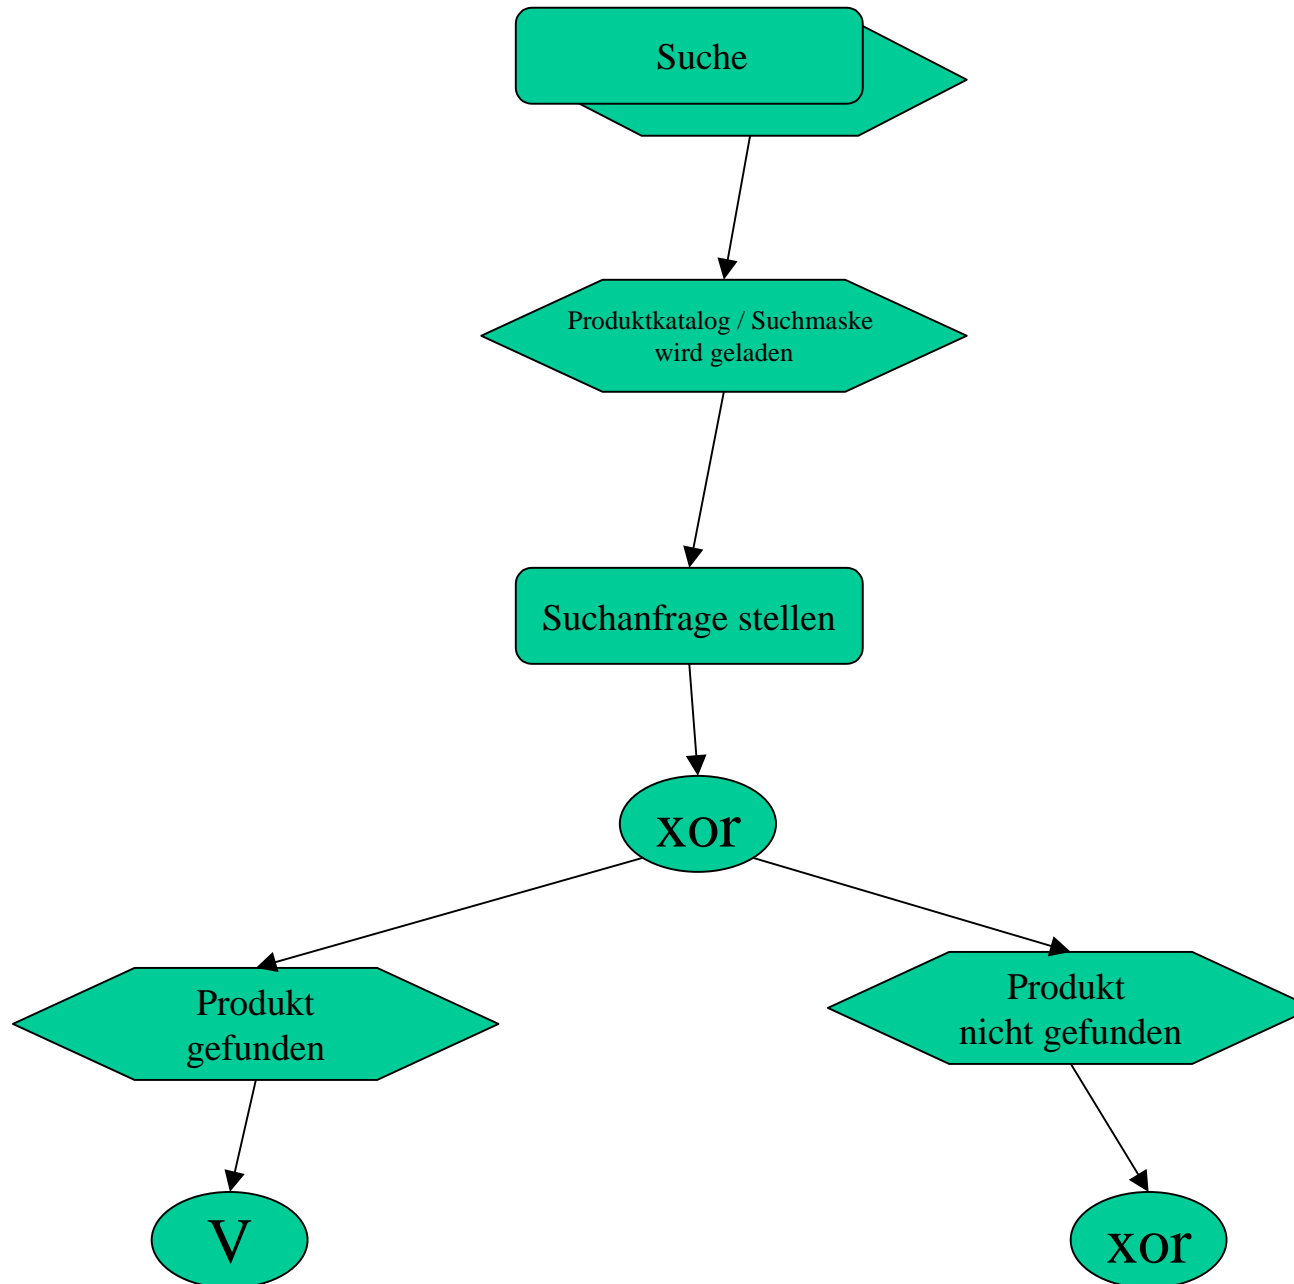 Suche
Produktkatalog / Suchmaske
wird geladen
Suchanfrage stellen
xor
Produkt
gefunden
Produkt
nicht gefunden
V
xor